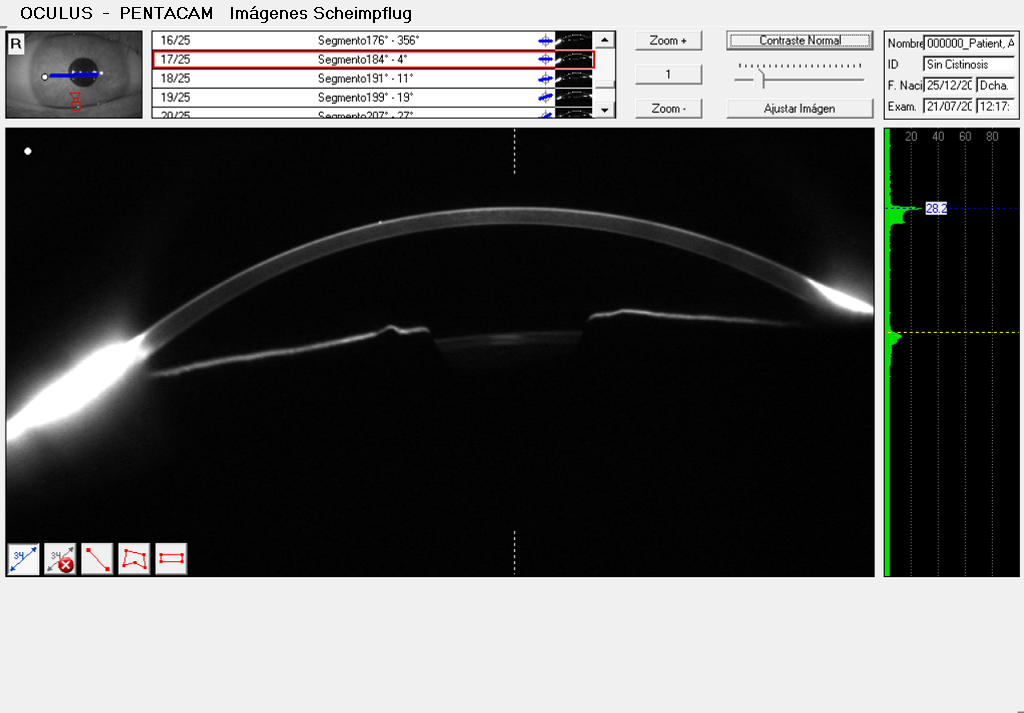 OCULUS - PENTACAM Imágenes Scheimpflug
R
16/25 Segmento176° - 356°
17/25 Segmento184° - 4°
18/25 Segmento191° - 11°
19/25 Segmento199° - 19°
20/25 Segmento207° - 27°
Zoom +
1
Zoom -
Contraste Normal
Ajustar Imágen
Nombre 000000_Patient, A
ID Sin Cistinosis
F. Naci 25/12/20 Dcha.
Exam. 21/07/20 12:17:
20 40 60 80
28.2
34 34